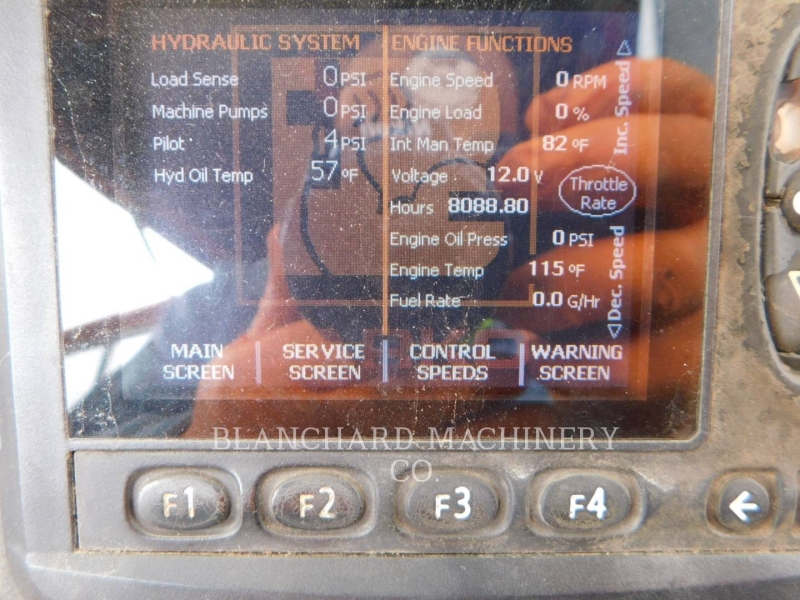 HYDRAULIC SYSTEM
Load Sense 0 PSI
Machine Pumps 0 PSI
Pilot 4 PSI
Hyd Oil Temp 57 °F
ENGINE FUNCTIONS
Engine Speed 0 RPM
Engine Load 0 %
Int Man Temp 82 °F
Voltage 12.0 V
Hours 8088.80
Engine Oil Press 0 PSI
Engine Temp 115 °F
Fuel Rate 0.0 G/Hr
Inc. Speed
Throttle
Rate
Dec. Speed
MAIN
SCREEN
SERVICE
SCREEN
CONTROL
SPEEDS
WARNING
SCREEN
BLANCHARD MACHINERY
CO.
F1 F2 F3 F4